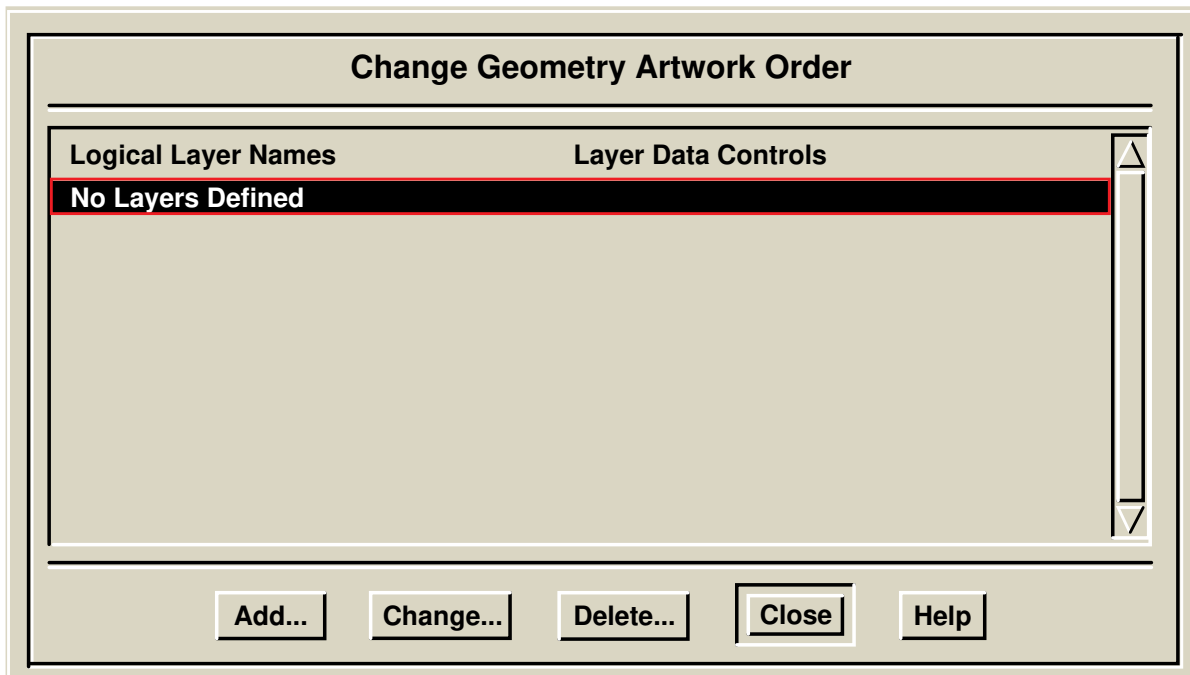 Change Geometry Artwork Order
Logical Layer Names Layer Data Controls
No Layers Defined
Add... Change... Delete... Close Help